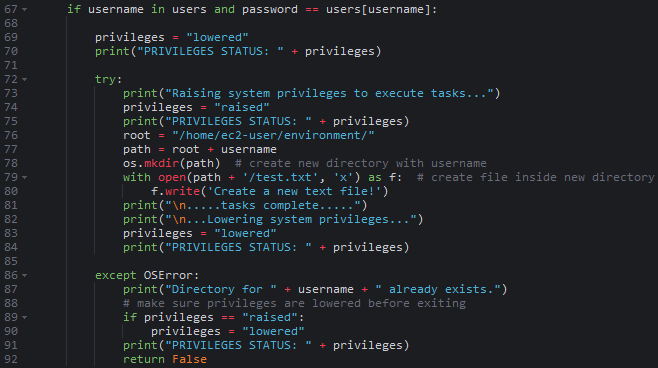 67 if username in users and password == users[username]:
68
69 privileges = "lowered"
70 print("PRIVILEGES STATUS: " + privileges)
71
72 try:
73 print("Raising system privileges to execute tasks...")
74 privileges = "raised"
75 print("PRIVILEGES STATUS: " + privileges)
76 root = "/home/ec2-user/environment/"
77 path = root + username
78 os.mkdir(path)  # create new directory with username
79 with open(path + '/test.txt', 'x') as f:  # create file inside new directory
80 f.write('Create a new text file!')
81 print("\n.....tasks complete.....")
82 print("\n...Lowering system privileges...")
83 privileges = "lowered"
84 print("PRIVILEGES STATUS: " + privileges)
85
86 except OSError:
87 print("Directory for " + username + " already exists.")
88 # make sure privileges are lowered before exiting
89 if privileges == "raised":
90 privileges = "lowered"
91 print("PRIVILEGES STATUS: " + privileges)
92 return False